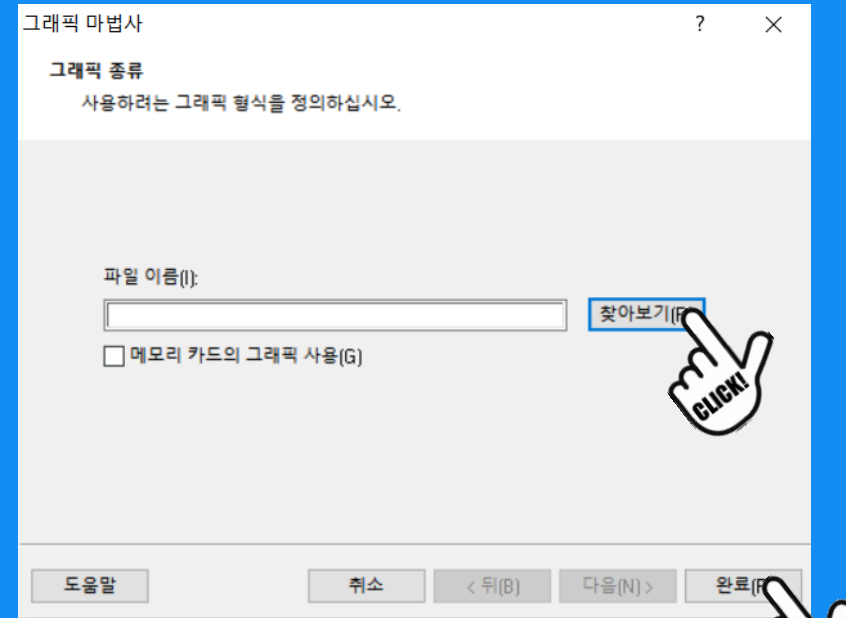 그래픽 마법사 ? ×
그래픽 종류
사용하려는 그래픽 형식을 정의하십시오.
파일 이름(I):
찾아보기(R)
메모리 카드의 그래픽 사용(G)
CLICK!
도움말 취소 < 뒤(B) 다음(N) > 완료(F)